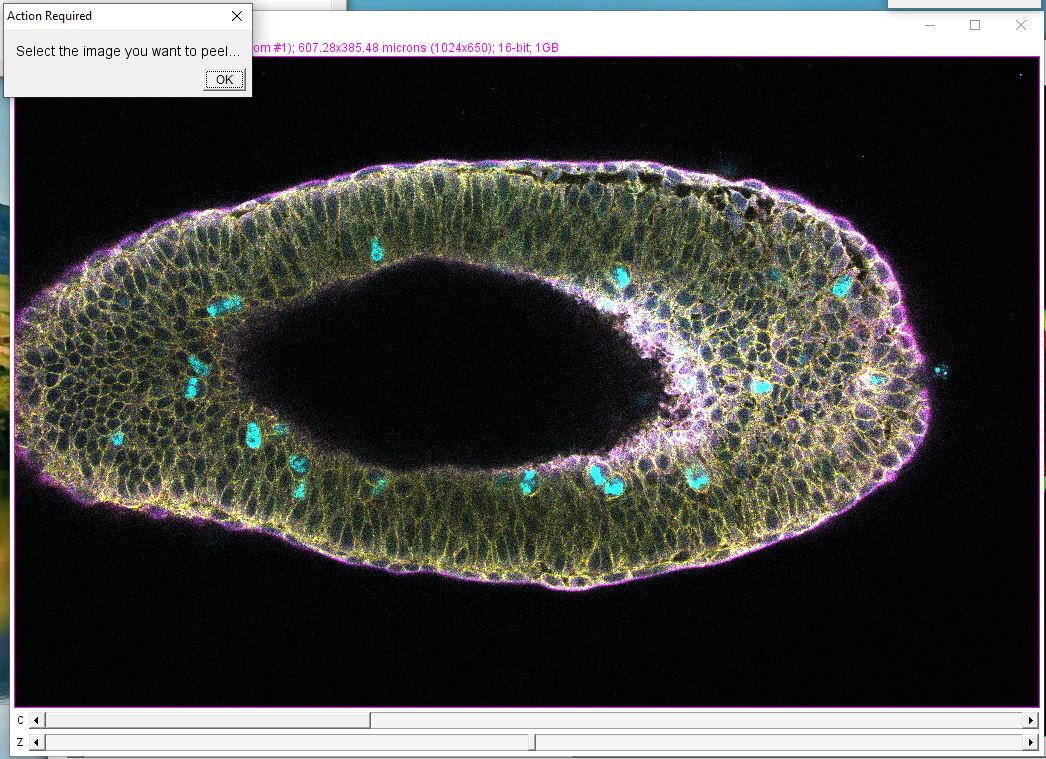 Action Required
Select the image you want to peel...
OK
om #1); 607.28x385.48 microns (1024x650); 16-bit; 1GB
C
Z